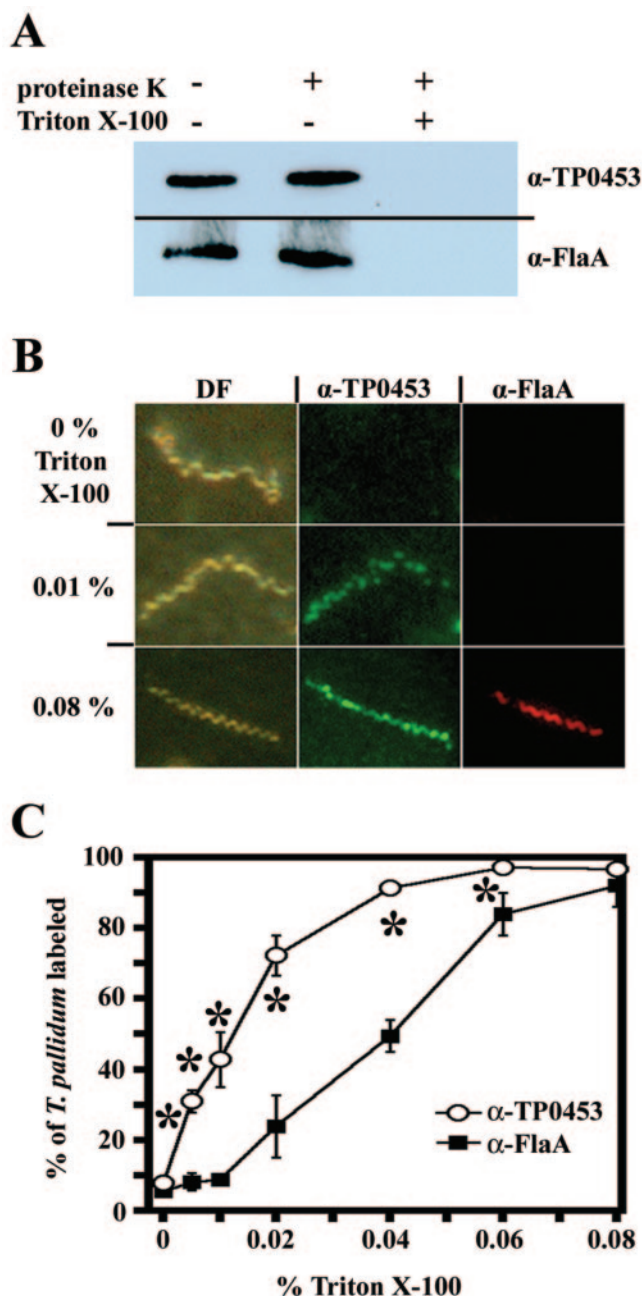 A
proteinase K - + +
Triton X-100 - - +
α-TP0453
α-FlaA
B
DF α-TP0453 α-FlaA
0 %
Triton
X-100
0.01 %
0.08 %
C
% of T. pallidum labeled
100
80
60
40
20
0
* * * * * *
α-TP0453
α-FlaA
0 0.02 0.04 0.06 0.08
% Triton X-100